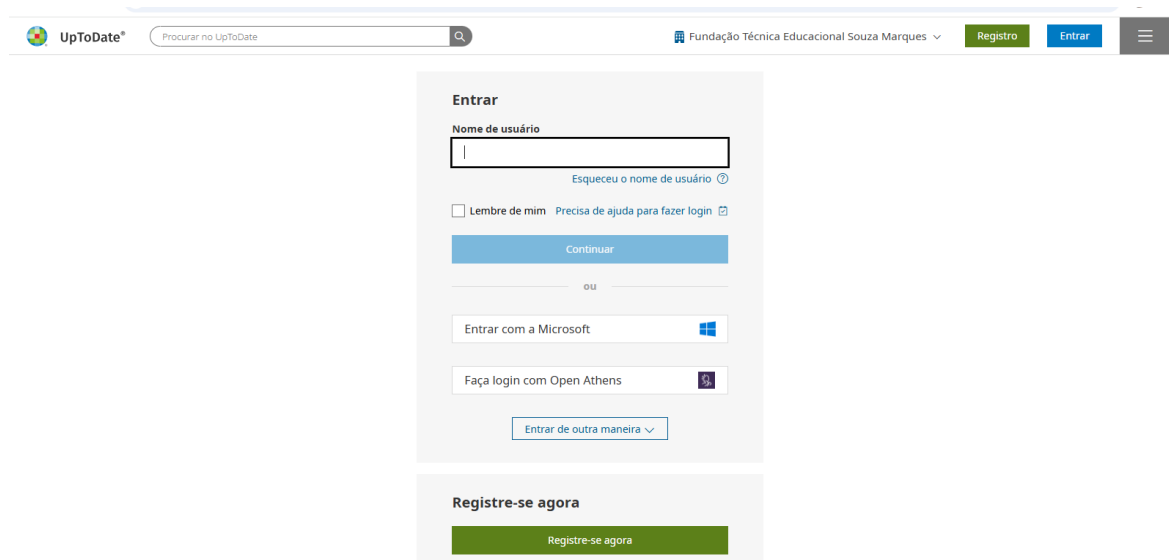 UpToDate®
Procurar no UpToDate
Fundação Técnica Educacional Souza Marques
Registro
Entrar
Entrar
Nome de usuário
Esqueceu o nome de usuário
Lembre de mim Precisa de ajuda para fazer login
Continuar
ou
Entrar com a Microsoft
Faça login com Open Athens
Entrar de outra maneira
Registre-se agora
Registre-se agora